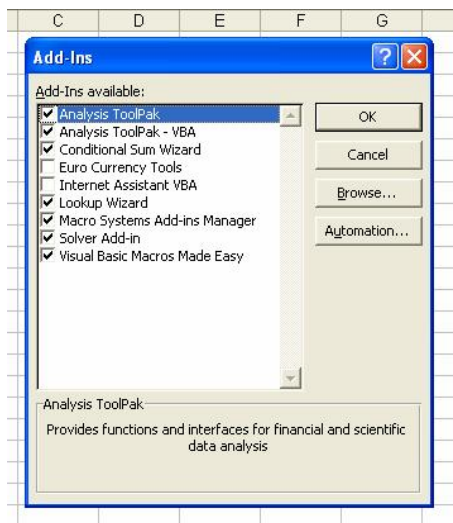 C D E F G
Add-Ins
Add-Ins available:
Analysis ToolPak
Analysis ToolPak - VBA
Conditional Sum Wizard
Euro Currency Tools
Internet Assistant VBA
Lookup Wizard
Macro Systems Add-ins Manager
Solver Add-in
Visual Basic Macros Made Easy
OK
Cancel
Browse...
Automation...
Analysis ToolPak
Provides functions and interfaces for financial and scientific
data analysis